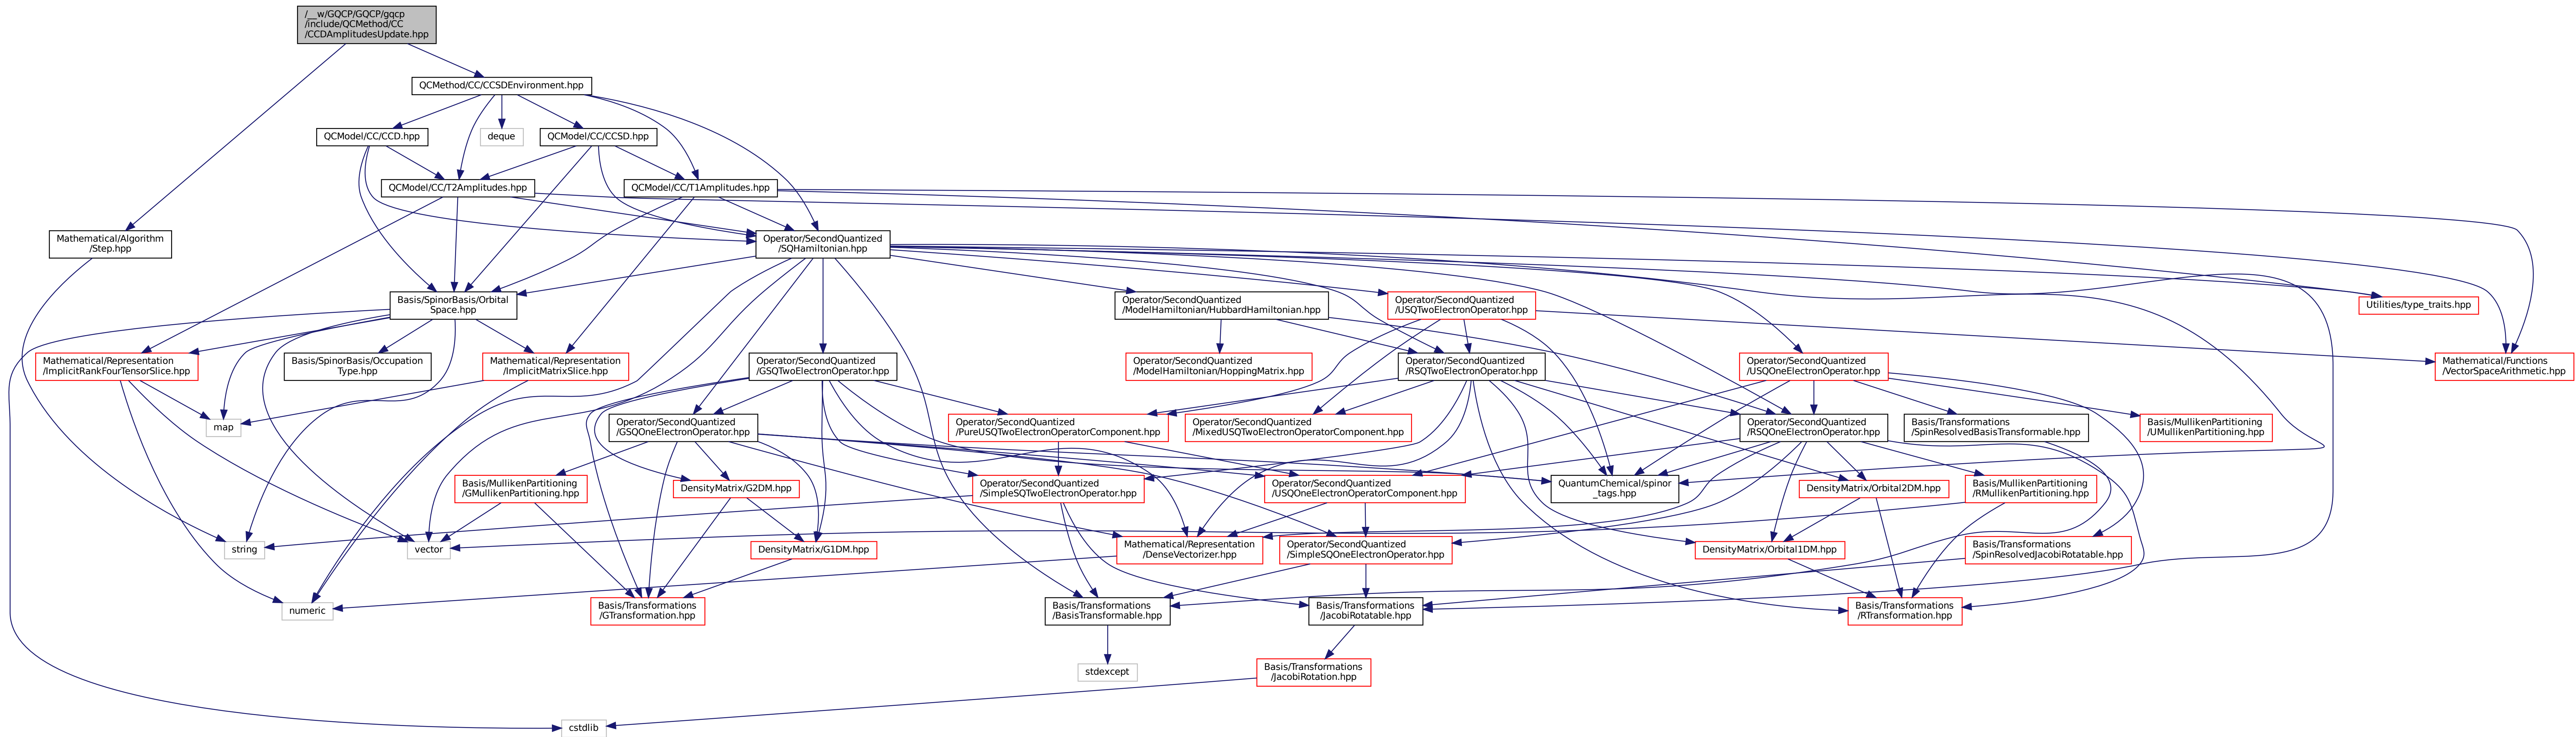 /__w/GQCP/GQCP/gqcp
/include/QCMethod/CC
/CCDAmplitudesUpdate.hpp
QCMethod/CC/CCSDEnvironment.hpp
QCModel/CC/CCD.hpp
deque
QCModel/CC/CCSD.hpp
QCModel/CC/T2Amplitudes.hpp
QCModel/CC/T1Amplitudes.hpp
Mathematical/Algorithm
/Step.hpp
Operator/SecondQuantized
/SQHamiltonian.hpp
Basis/SpinorBasis/Orbital
Space.hpp
Operator/SecondQuantized
/ModelHamiltonian/HubbardHamiltonian.hpp
Operator/SecondQuantized
/USQTwoElectronOperator.hpp
Utilities/type_traits.hpp
Mathematical/Representation
/ImplicitRankFourTensorSlice.hpp
Basis/SpinorBasis/Occupation
Type.hpp
Mathematical/Representation
/ImplicitMatrixSlice.hpp
Operator/SecondQuantized
/GSQTwoElectronOperator.hpp
Operator/SecondQuantized
/ModelHamiltonian/HoppingMatrix.hpp
Operator/SecondQuantized
/RSQTwoElectronOperator.hpp
Operator/SecondQuantized
/USQOneElectronOperator.hpp
Mathematical/Functions
/VectorSpaceArithmetic.hpp
map
Operator/SecondQuantized
/GSQOneElectronOperator.hpp
Operator/SecondQuantized
/PureUSQTwoElectronOperatorComponent.hpp
Operator/SecondQuantized
/MixedUSQTwoElectronOperatorComponent.hpp
Operator/SecondQuantized
/RSQOneElectronOperator.hpp
Basis/Transformations
/SpinResolvedBasisTransformable.hpp
Basis/MullikenPartitioning
/UMullikenPartitioning.hpp
Basis/MullikenPartitioning
/GMullikenPartitioning.hpp
DensityMatrix/G2DM.hpp
Operator/SecondQuantized
/SimpleSQTwoElectronOperator.hpp
Operator/SecondQuantized
/USQOneElectronOperatorComponent.hpp
QuantumChemical/spinor
_tags.hpp
DensityMatrix/Orbital2DM.hpp
Basis/MullikenPartitioning
/RMullikenPartitioning.hpp
string
vector
DensityMatrix/G1DM.hpp
Mathematical/Representation
/DenseVectorizer.hpp
Operator/SecondQuantized
/SimpleSQOneElectronOperator.hpp
DensityMatrix/Orbital1DM.hpp
Basis/Transformations
/SpinResolvedJacobiRotatable.hpp
numeric
Basis/Transformations
/GTransformation.hpp
Basis/Transformations
/BasisTransformable.hpp
Basis/Transformations
/JacobiRotatable.hpp
Basis/Transformations
/RTransformation.hpp
stdexcept
Basis/Transformations
/JacobiRotation.hpp
cstdlib